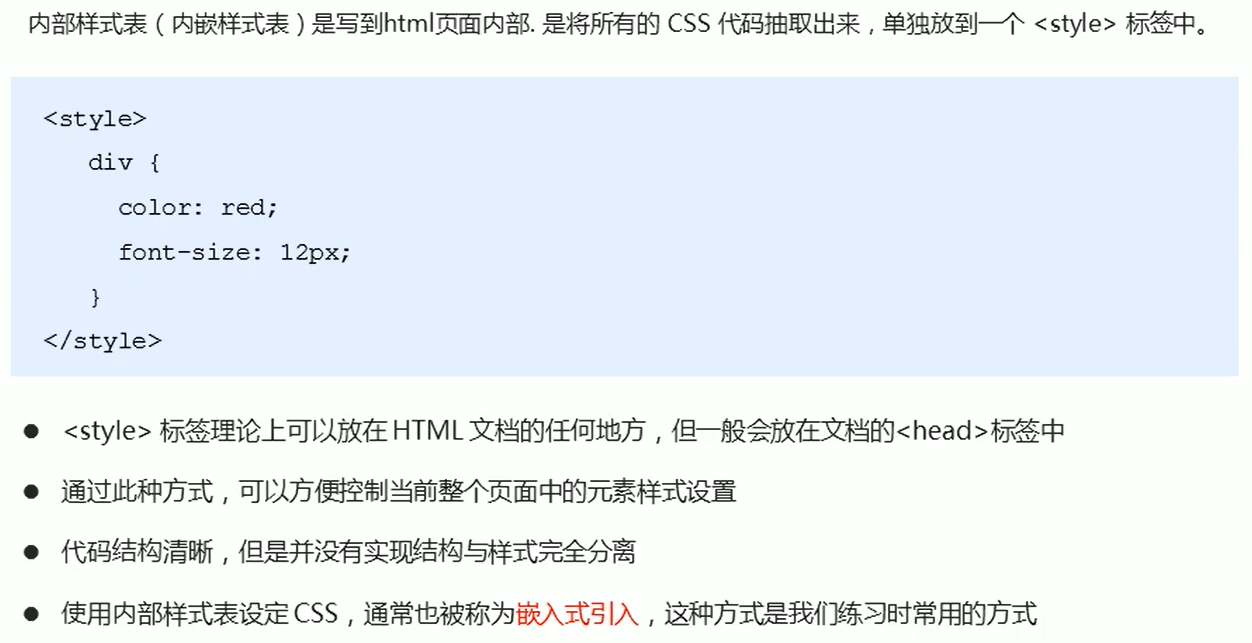 内部样式表（内嵌样式表）是写到html页面内部. 是将所有的 CSS 代码抽取出来，单独放到一个 <style> 标签中。
<style>
div {
color: red;
font-size: 12px;
}
</style>
● <style> 标签理论上可以放在 HTML 文档的任何地方，但一般会放在文档的<head>标签中
● 通过此种方式，可以方便控制当前整个页面中的元素样式设置
● 代码结构清晰，但是并没有实现结构与样式完全分离
● 使用内部样式表设定 CSS，通常也被称为嵌入式引入，这种方式是我们练习时常用的方式